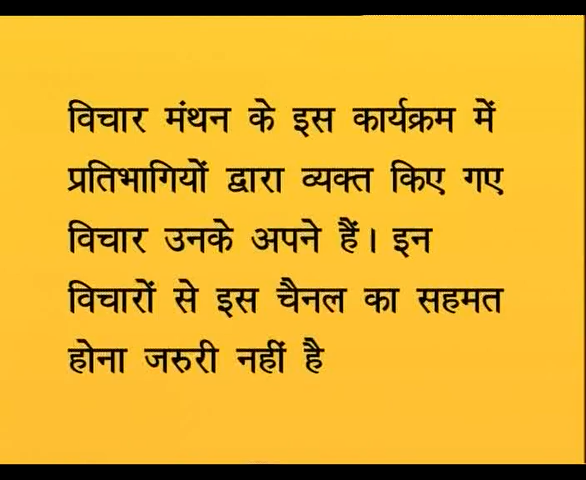 विचार मंथन के इस कार्यक्रम में
प्रतिभागियों द्वारा व्यक्त किए गए
विचार उनके अपने हैं। इन
विचारों से इस चैनल का सहमत
होना जरुरी नहीं है